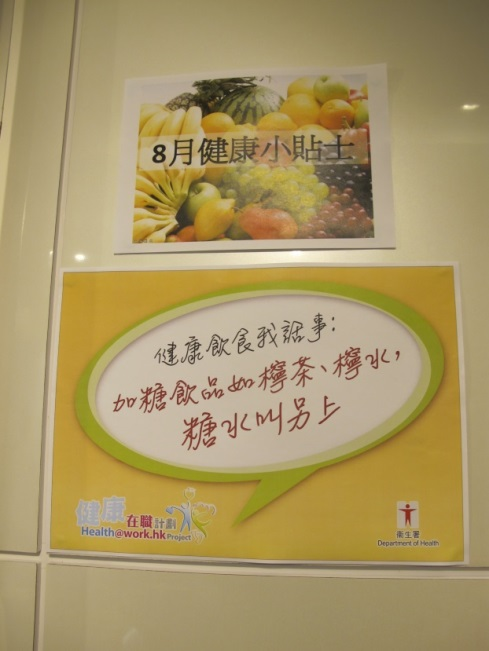 8月健康小貼士
健康飲食我話事:
加糖飲品如檸茶、檸水,
糖水叫另上
健康在職計劃
Health@work.hk Project
衞生署
Department of Health